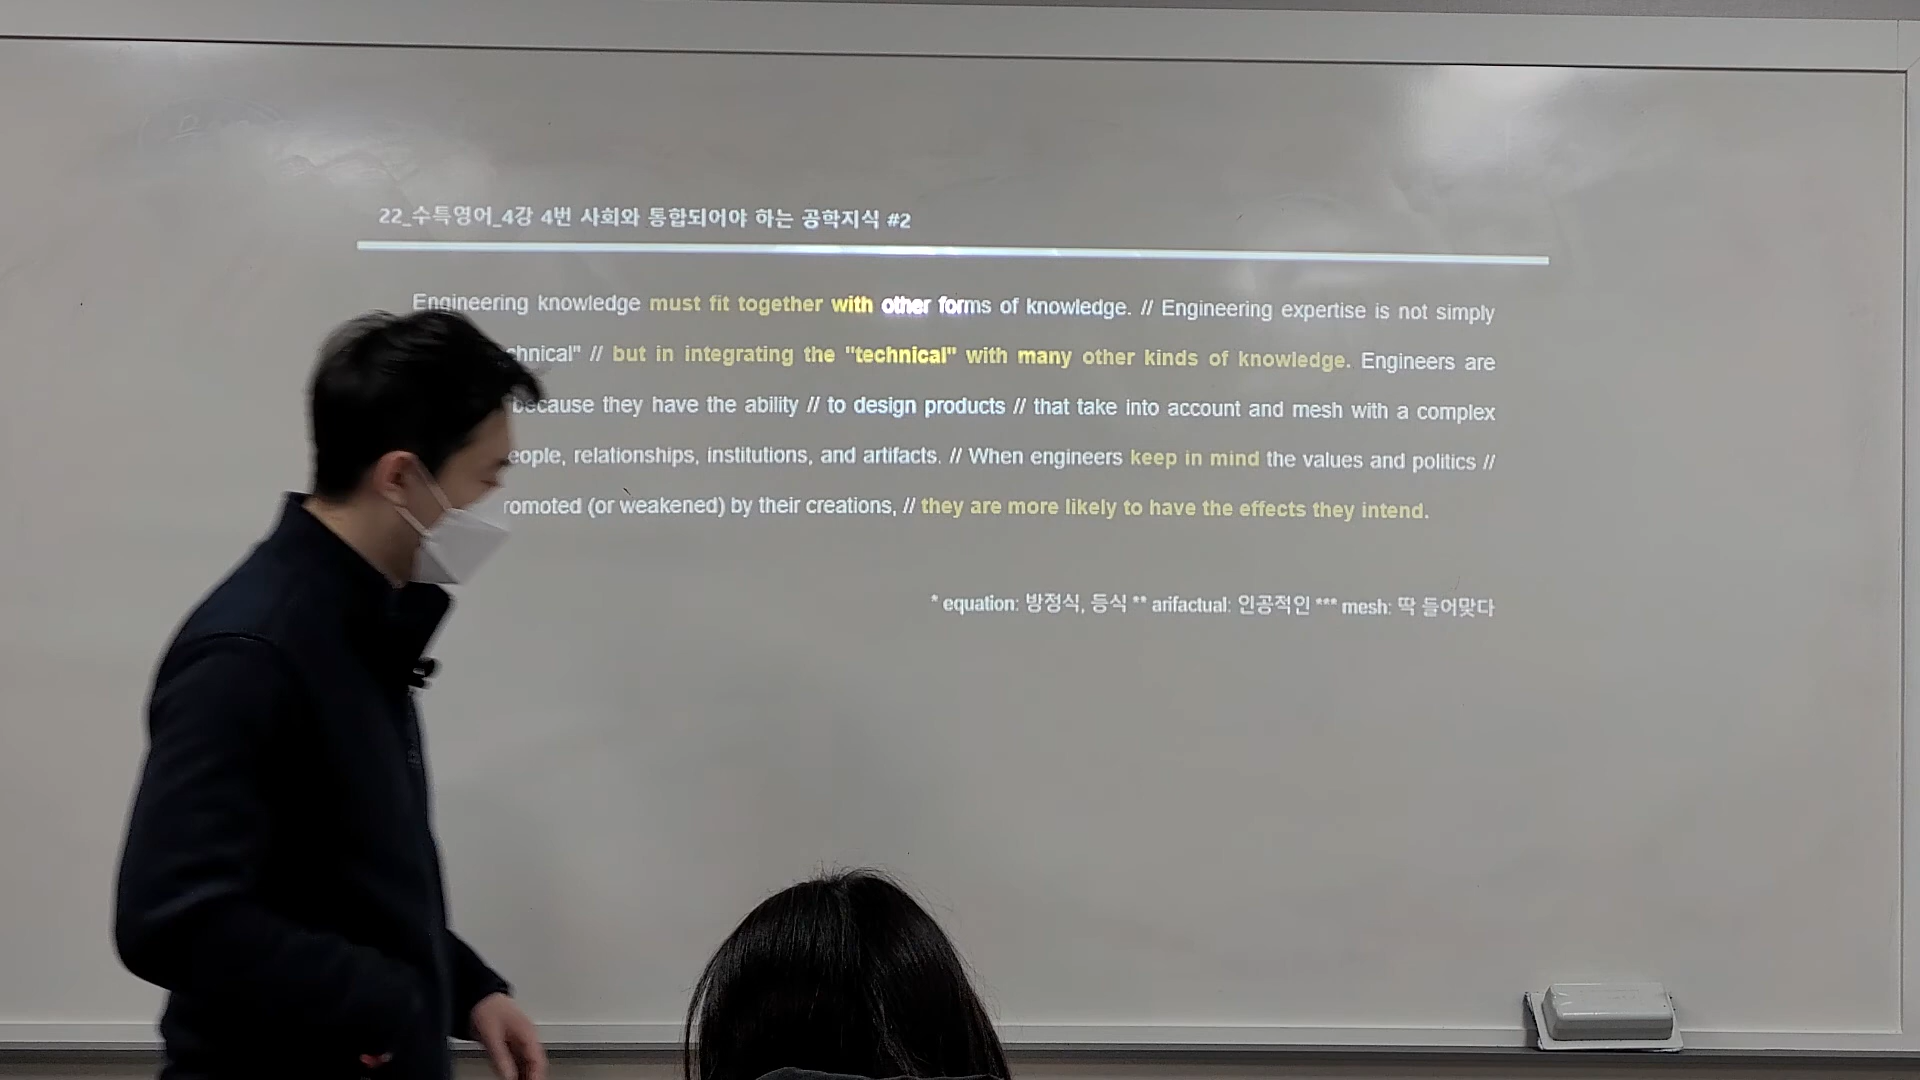 22_수특영어_4강 4번 사회와 통합되어야 하는 공학지식 #2
Engineering knowledge must fit together with other forms of knowledge. // Engineering expertise is not simply
" // but in integrating the "technical" with many other kinds of knowledge. Engineers are
because they have the ability // to design products // that take into account and mesh with a complex
relationships, institutions, and artifacts. // When engineers keep in mind the values and politics //
(or weakened) by their creations, // they are more likely to have the effects they intend.
* equation: 방정식, 등식 ** arifactual: 인공적인 *** mesh: 딱 들어맞다